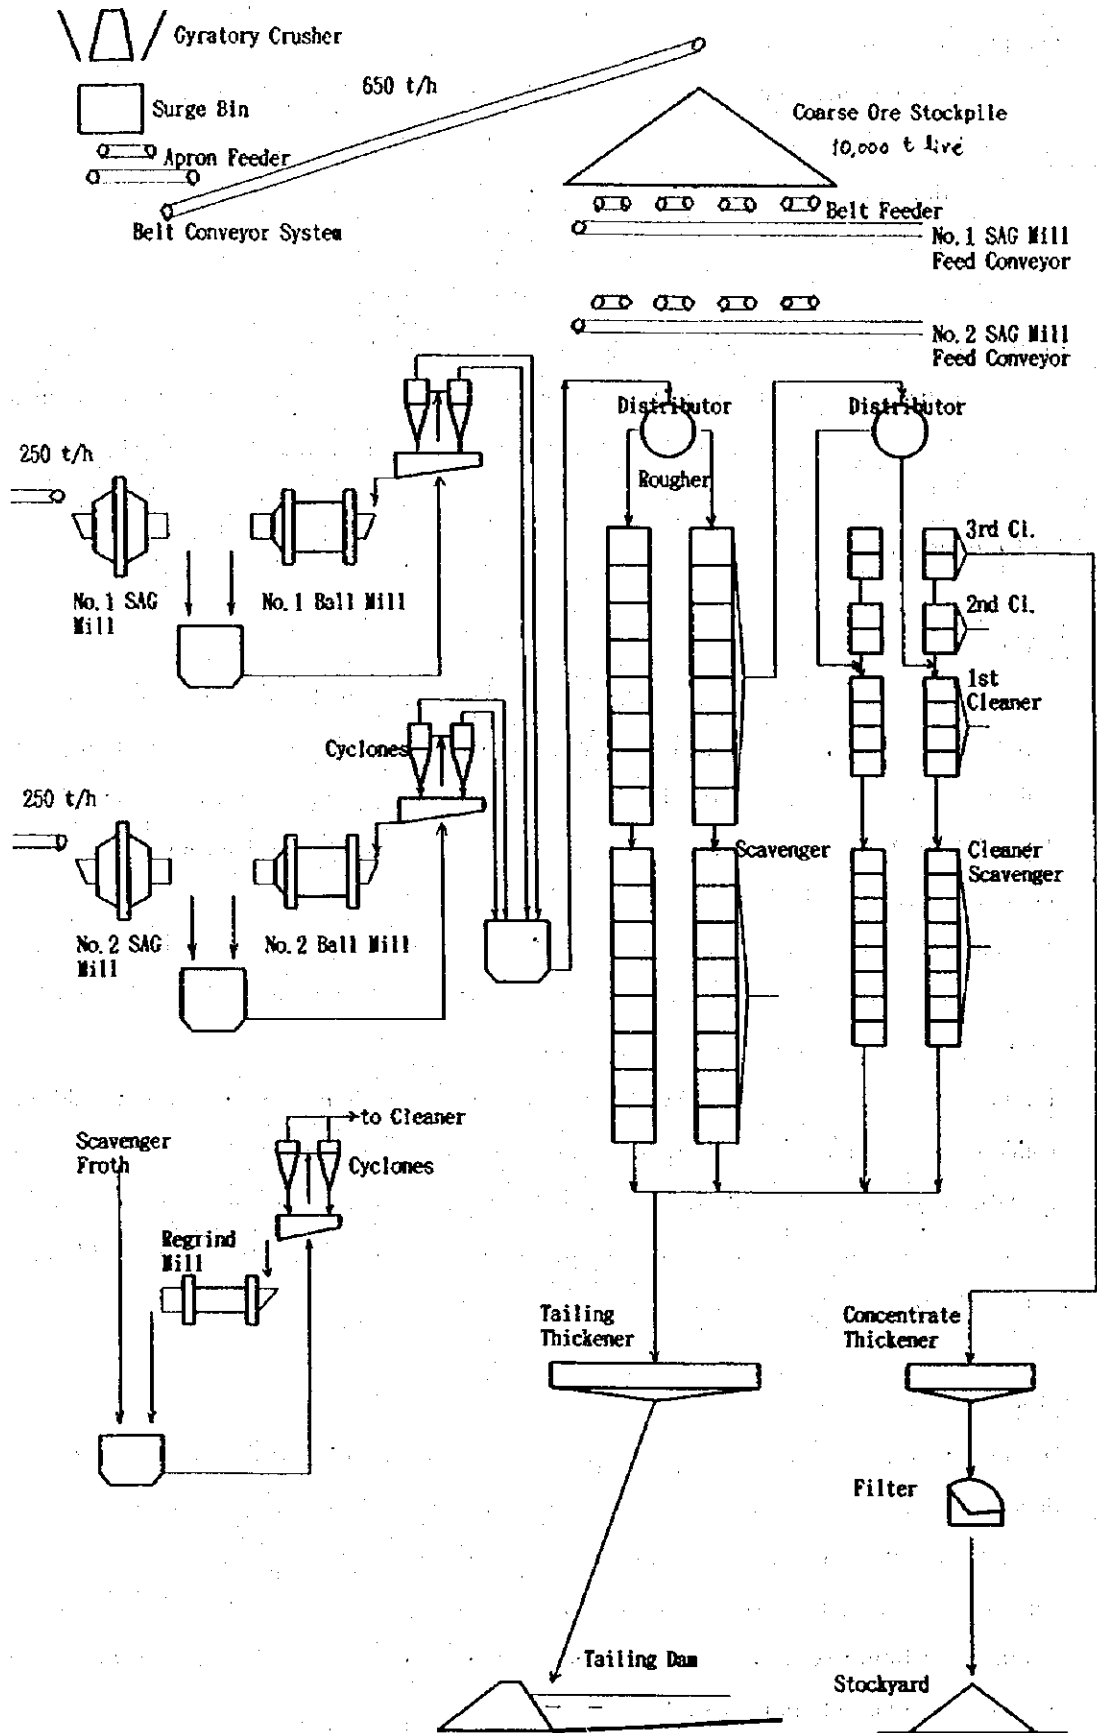 Gyratory Crusher
650 t/h
Surge Bin
Coarse Ore Stockpile
10,000 t live
Apron Feeder
Belt Feeder
Belt Conveyor System
No.1 SAG Mill
Feed Conveyor
No.2 SAG Mill
Feed Conveyor
Distributor
Distributor
250 t/h
Rougher
3rd Cl.
No.1 SAG
Mill
No.1 Ball Mill
2nd Cl.
1st
Cleaner
Cyclones
250 t/h
Scavenger
Cleaner
Scavenger
No.2 SAG
Mill
No.2 Ball Mill
to Cleaner
Scavenger
Froth
Cyclones
Regrind
Mill
Tailing
Thickener
Concentrate
Thickener
Filter
Tailing Dam
Stockyard